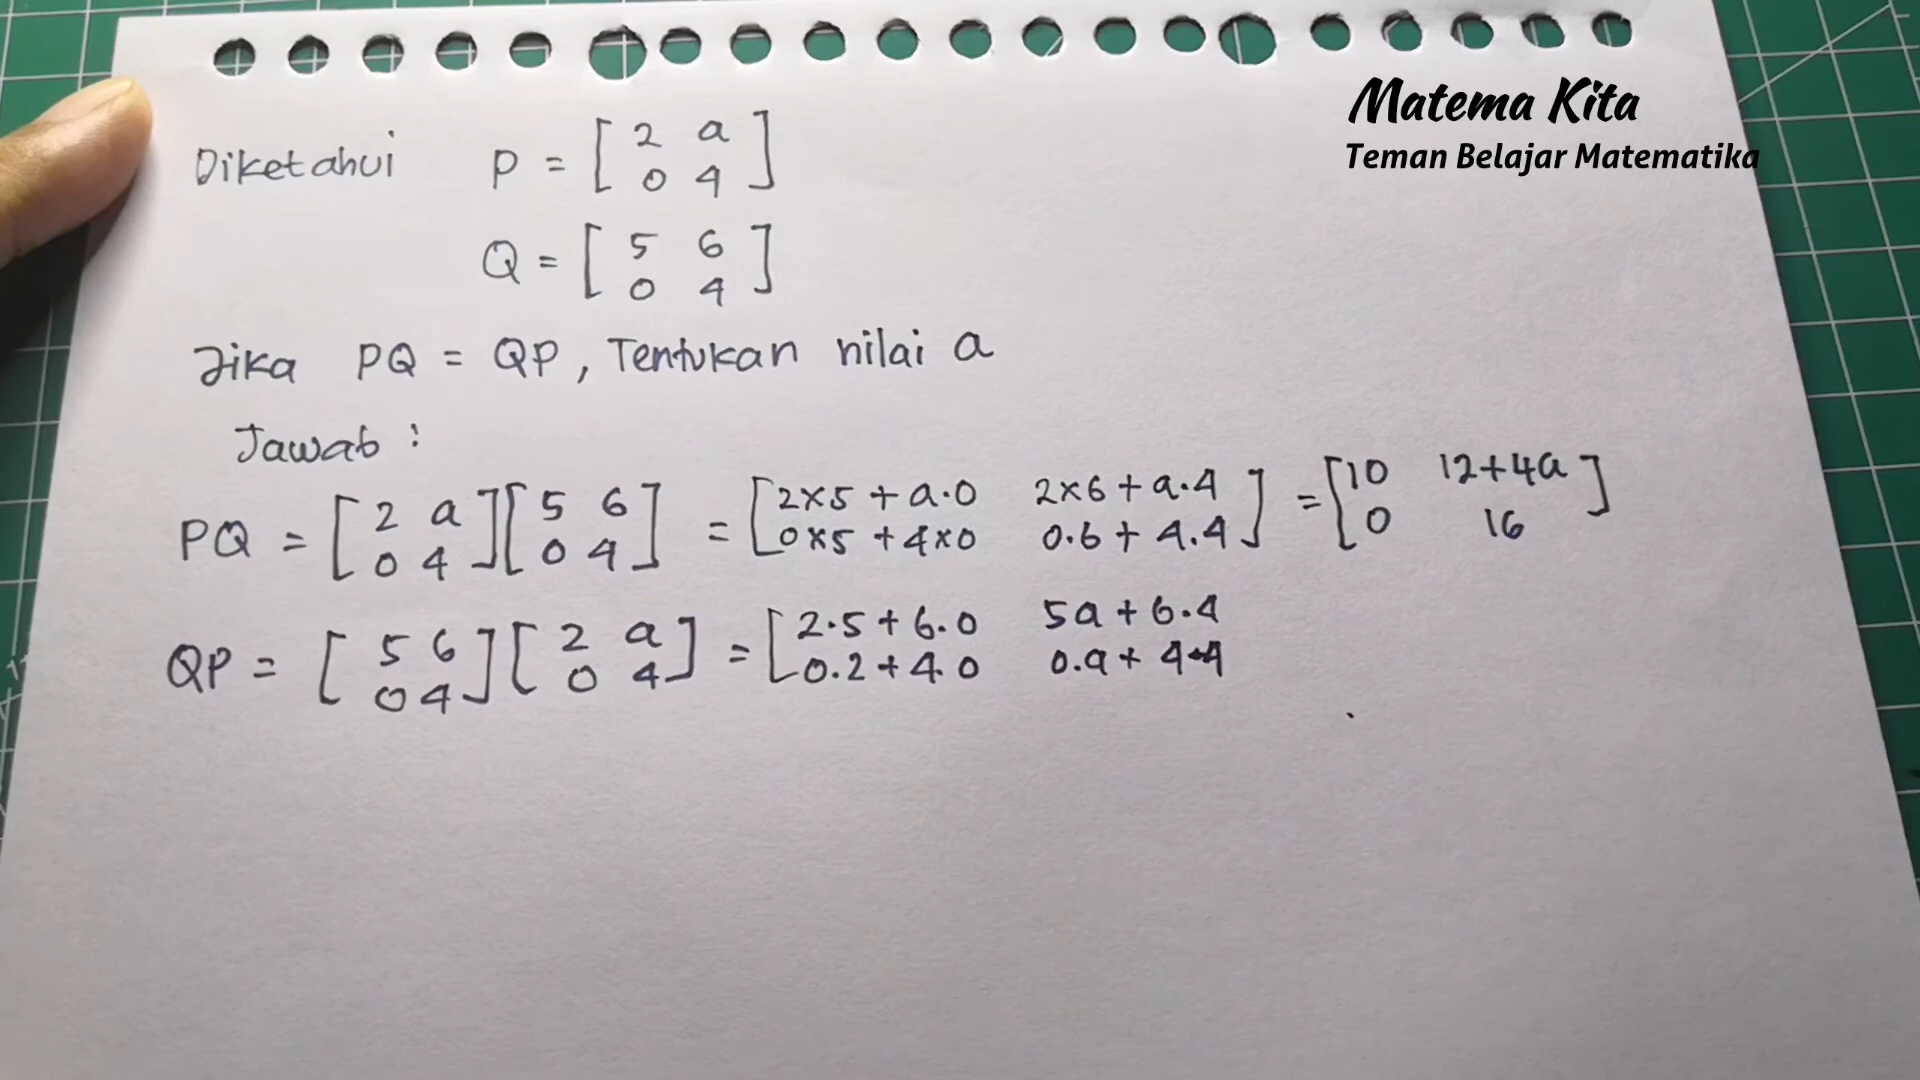 Matema Kita
Teman Belajar Matematika
Diketahui P = [ 2 a
0 4 ]
Q = [ 5 6
0 4 ]
Jika PQ = QP, Tentukan nilai a
Jawab :
PQ = [ 2 a
0 4 ] [ 5 6
0 4 ] = [ 2×5 + a.0 2×6 + a.4
0×5 + 4×0 0.6 + 4.4 ] = [ 10 12+4a
0 16 ]
QP = [ 5 6
0 4 ] [ 2 a
0 4 ] = [ 2.5 + 6.0 5a + 6.4
0.2 + 4.0 0.a + 4.4